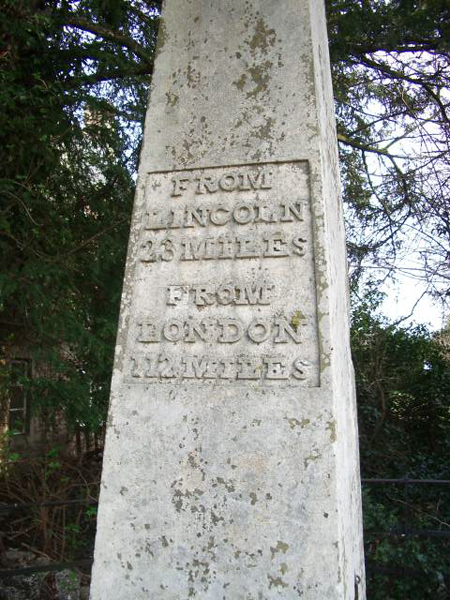 FROM
LINCOLN
23 MILES
FROM
LONDON
112 MILES